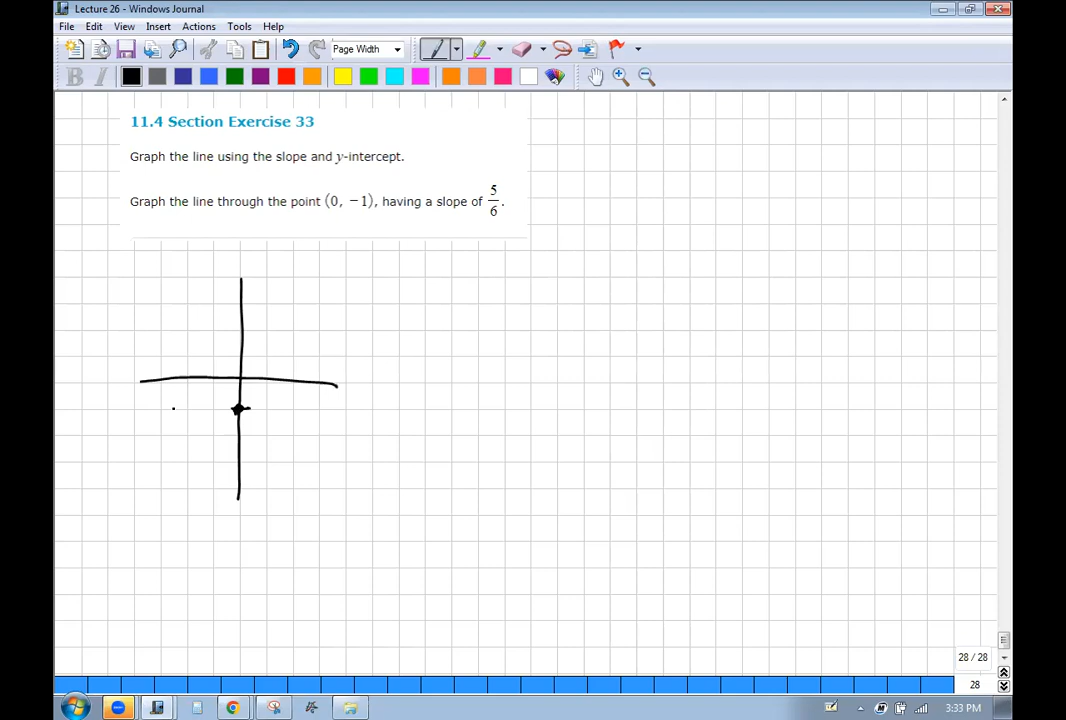 Lecture 26 - Windows Journal
File Edit View Insert Actions Tools Help
Page Width
B I
11.4 Section Exercise 33
Graph the line using the slope and y-intercept.
Graph the line through the point (0, −1), having a slope of 5/6.
28 / 28
28
3:33 PM